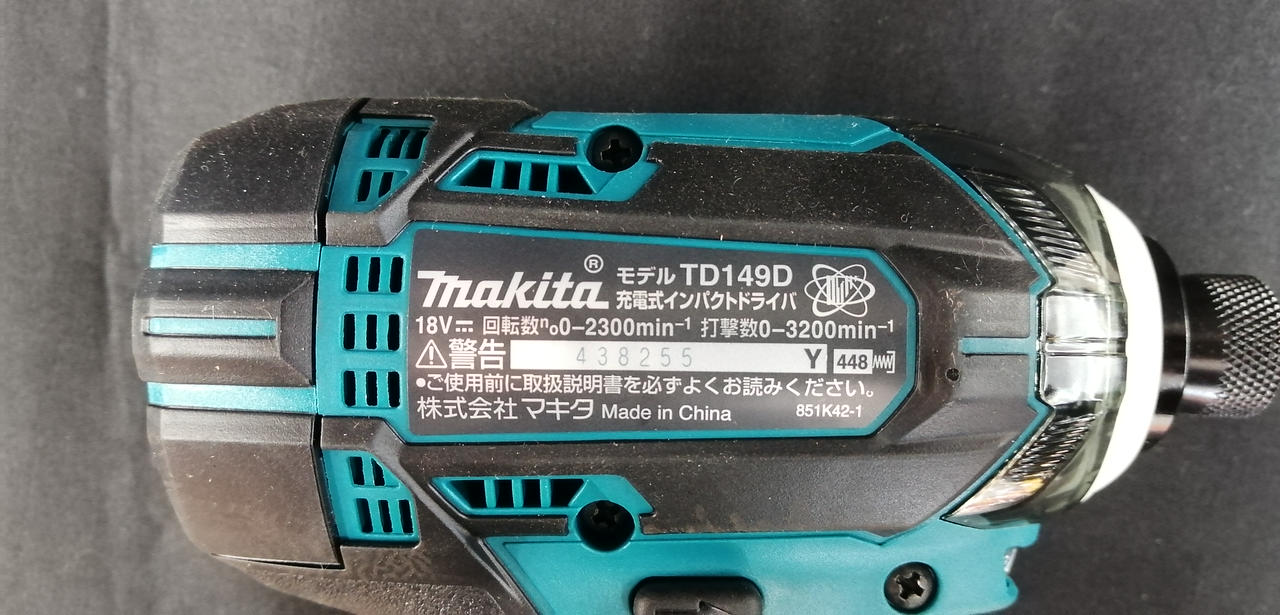 makita® モデル TD149D
充電式インパクトドライバ
18V⎓ 回転数ⁿ₀0−2300min⁻¹ 打撃数0−3200min⁻¹
⚠警告 438255 Y 448
•ご使用前に取扱説明書を必ずよくお読みください。
株式会社 マキタ Made in China 851K42-1